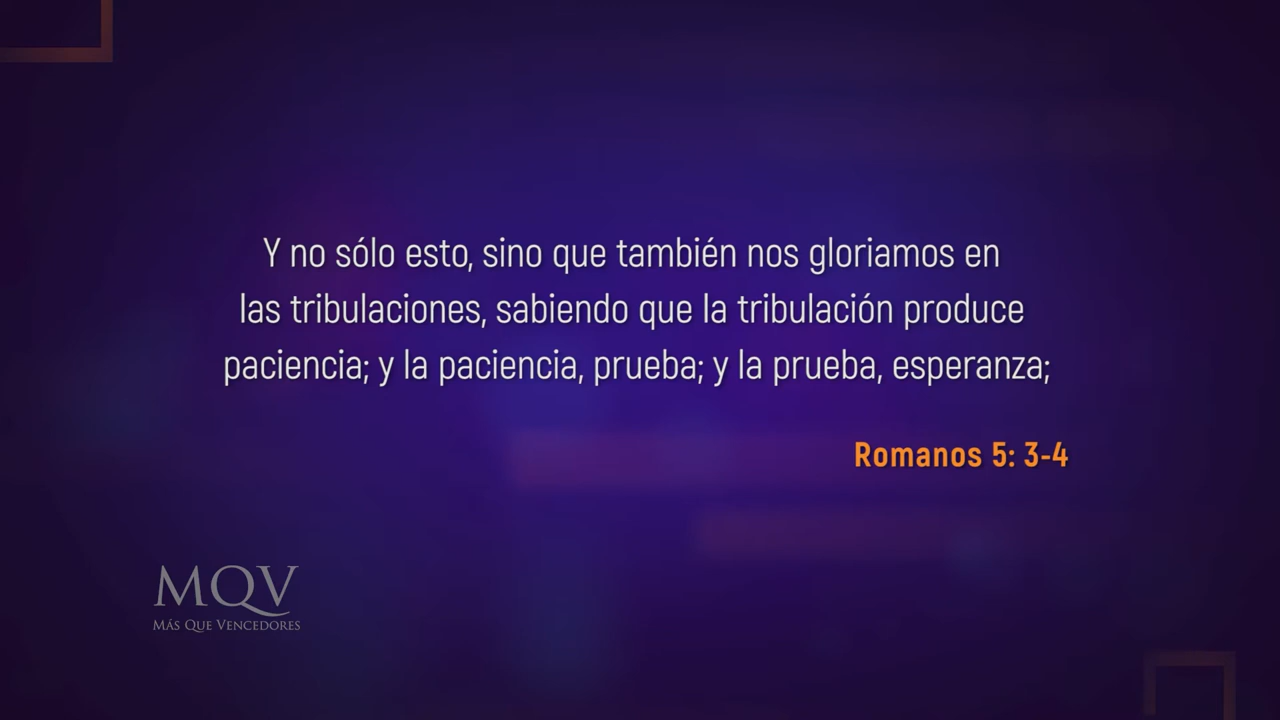 Y no sólo esto, sino que también nos gloriamos en
las tribulaciones, sabiendo que la tribulación produce
paciencia; y la paciencia, prueba; y la prueba, esperanza;
Romanos 5: 3-4
MQV
MÁS QUE VENCEDORES